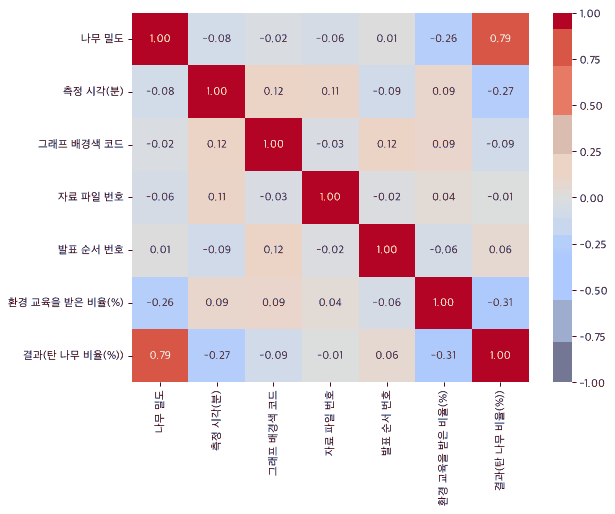 나무 밀도 1.00 -0.08 -0.02 -0.06 0.01 -0.26 0.79
측정 시각(분) -0.08 1.00 0.12 0.11 -0.09 0.09 -0.27
그래프 배경색 코드 -0.02 0.12 1.00 -0.03 0.12 0.09 -0.09
자료 파일 번호 -0.06 0.11 -0.03 1.00 -0.02 0.04 -0.01
발표 순서 번호 0.01 -0.09 0.12 -0.02 1.00 -0.06 0.06
환경 교육을 받은 비율(%) -0.26 0.09 0.09 0.04 -0.06 1.00 -0.31
결과(탄 나무 비율(%)) 0.79 -0.27 -0.09 -0.01 0.06 -0.31 1.00
나무 밀도
측정 시각(분)
그래프 배경색 코드
자료 파일 번호
발표 순서 번호
환경 교육을 받은 비율(%)
결과(탄 나무 비율(%))
1.00
0.75
0.50
0.25
0.00
-0.25
-0.50
-0.75
-1.00